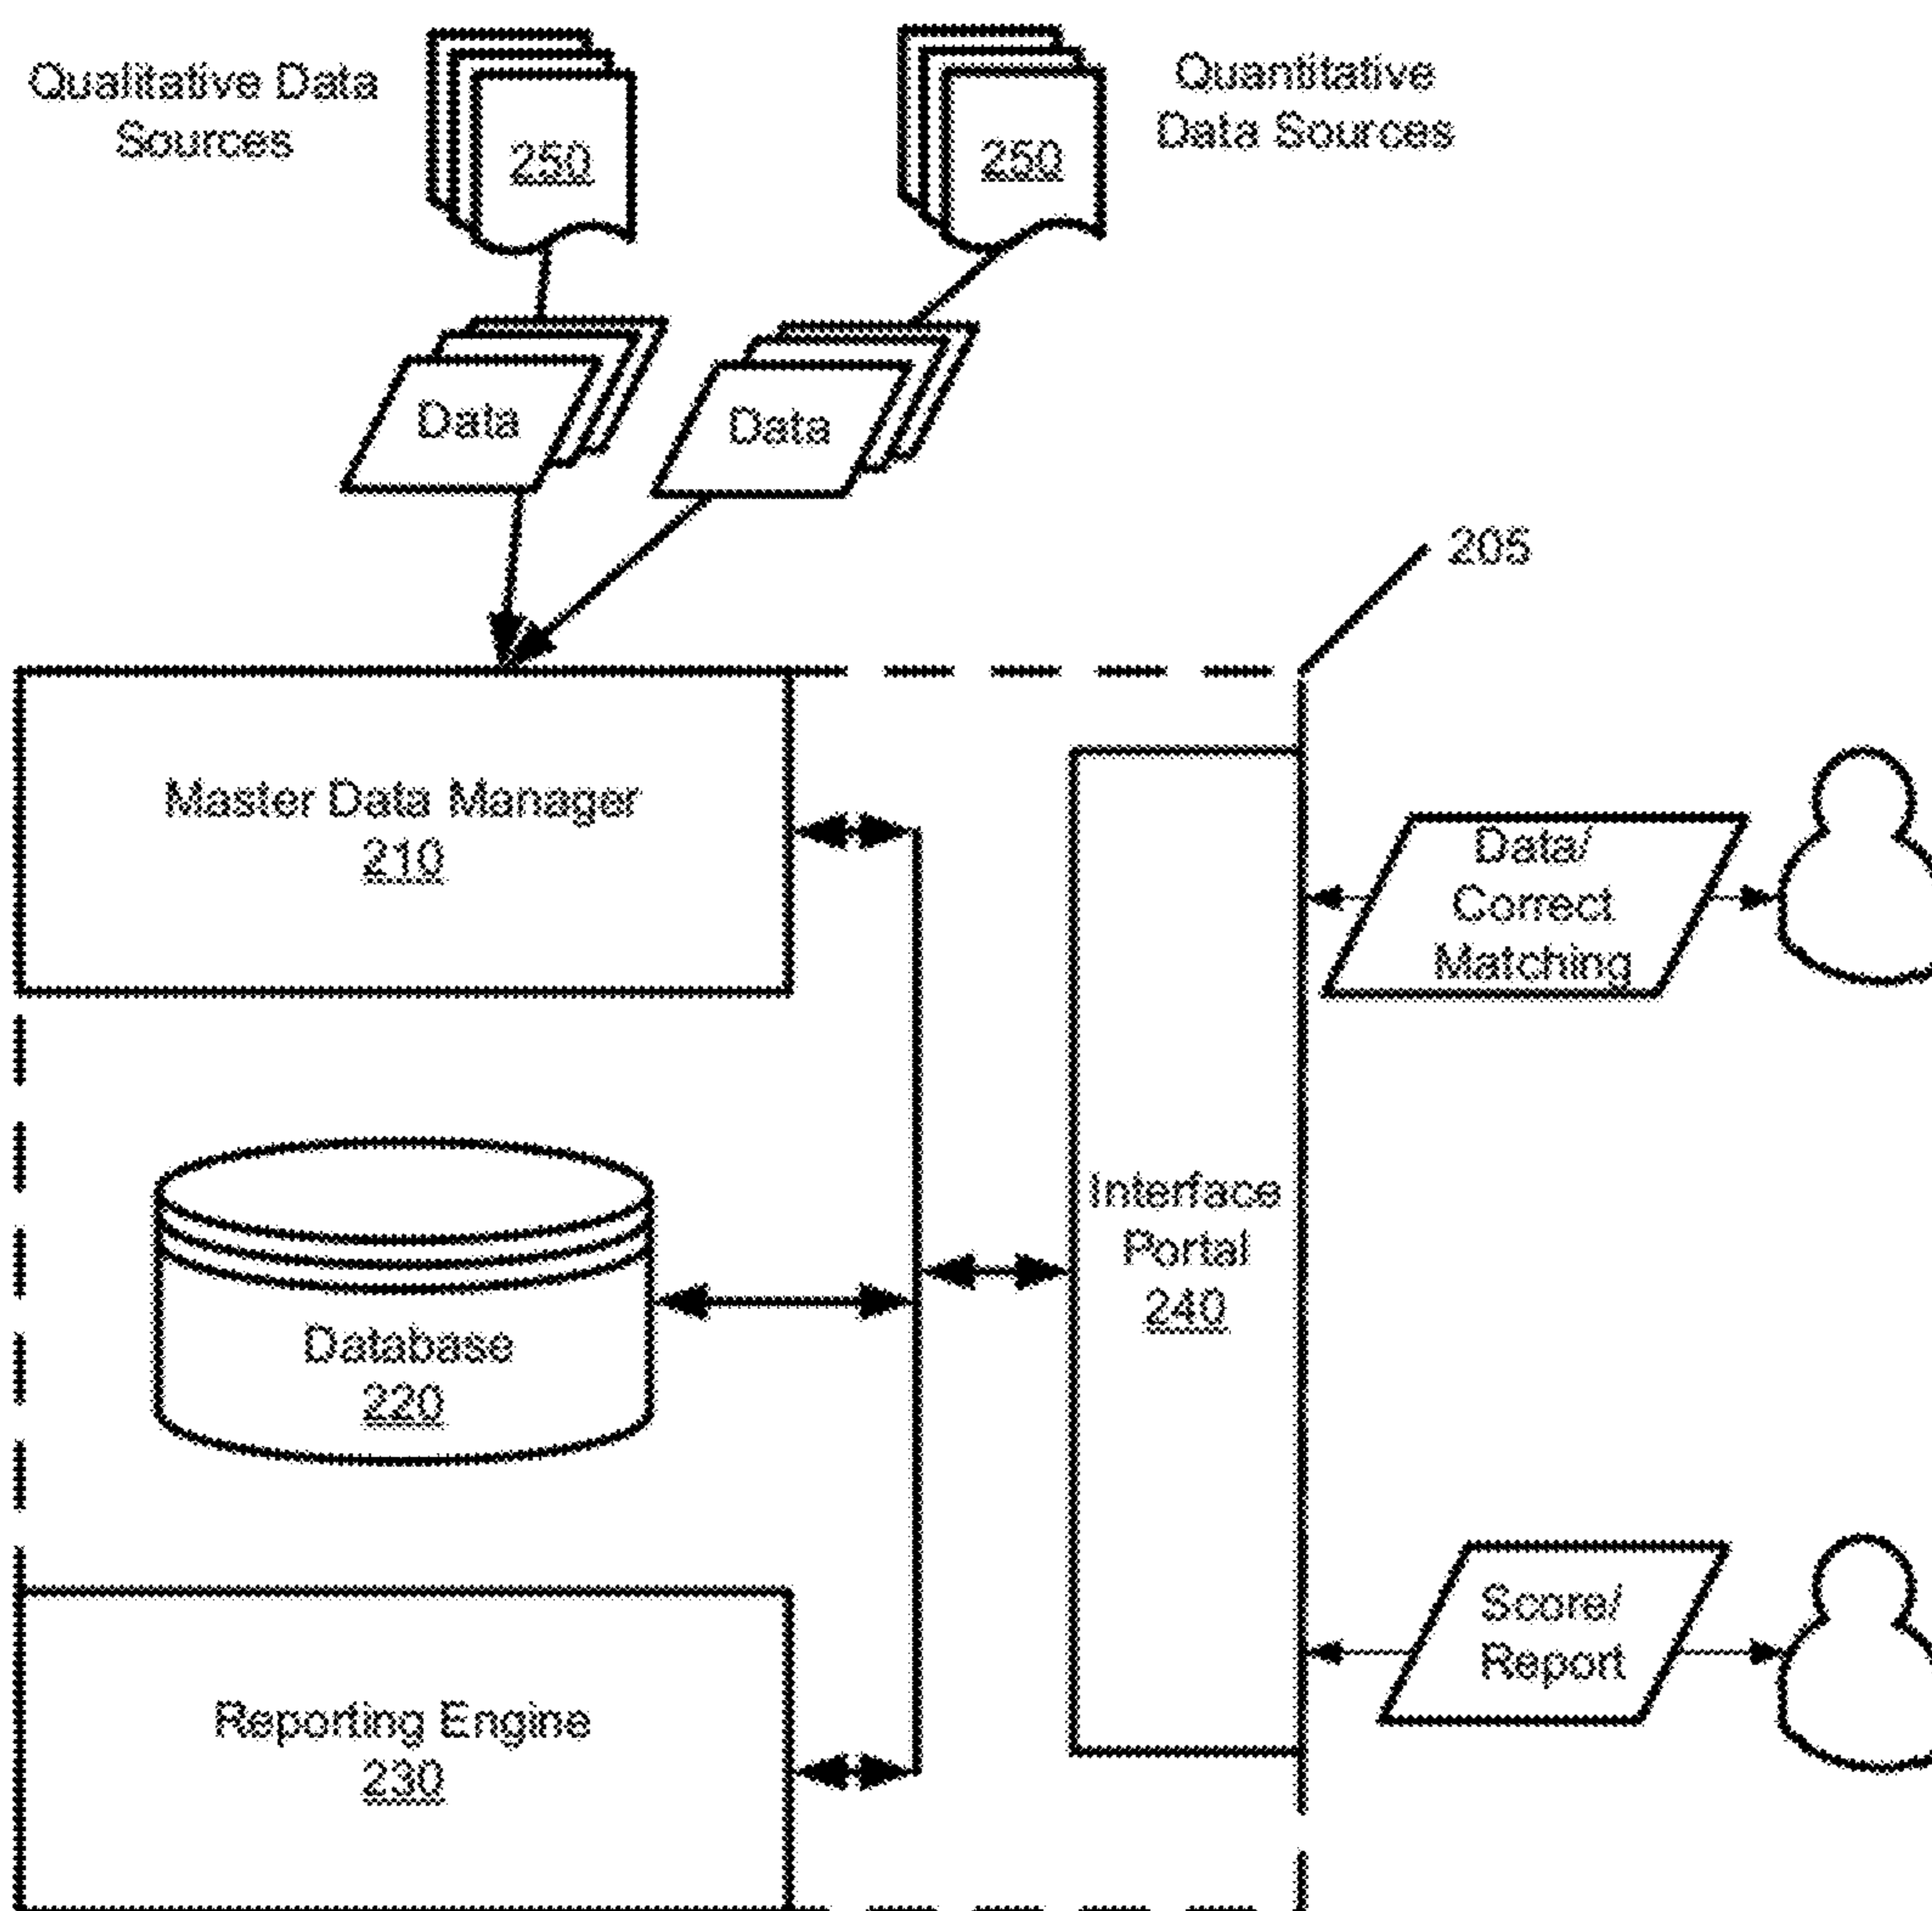 Qualitative Data
Sources
250
250
Quantitative
Data Sources
Data
Data
205
Master Data Manager
210
Data/
Correct
Matching
Interface
Portal
240
Database
220
Score/
Report
Reporting Engine
230